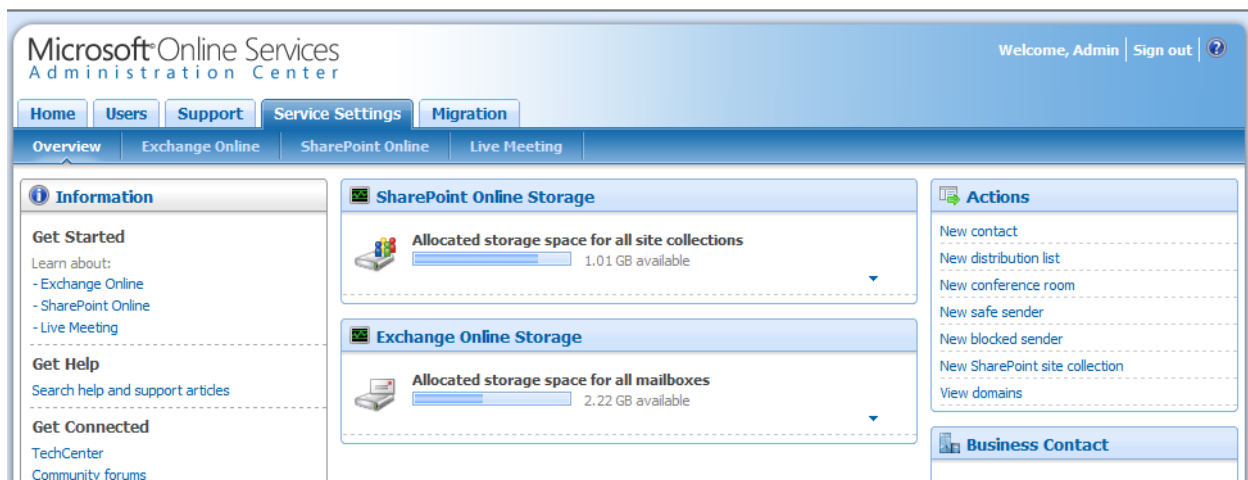 Microsoft® Online Services
Administration Center
Welcome, Admin | Sign out | ?
Home Users Support Service Settings Migration
Overview Exchange Online SharePoint Online Live Meeting
Information
Get Started
Learn about:
- Exchange Online
- SharePoint Online
- Live Meeting
Get Help
Search help and support articles
Get Connected
TechCenter
Community forums
SharePoint Online Storage
Allocated storage space for all site collections
1.01 GB available
Exchange Online Storage
Allocated storage space for all mailboxes
2.22 GB available
Actions
New contact
New distribution list
New conference room
New safe sender
New blocked sender
New SharePoint site collection
View domains
Business Contact